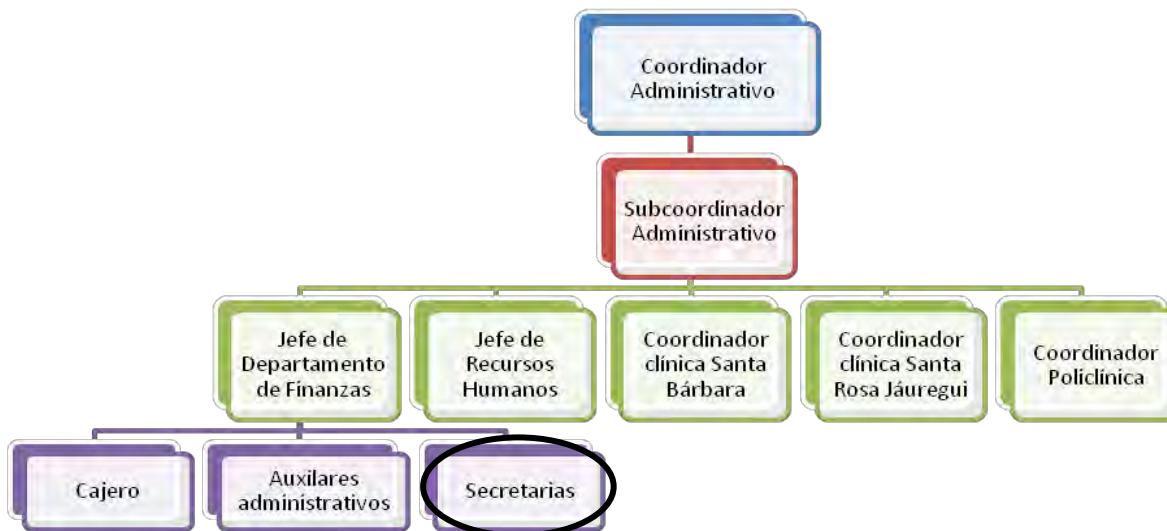 Coordinador
Administrativo
Subcoordinador
Administrativo
Jefe de
Departamento
de Finanzas
Jefe de
Recursos
Humanos
Coordinador
clínica Santa
Bárbara
Coordinador
clínica Santa
Rosa Jáuregui
Coordinador
Policlínica
Cajero
Auxilares
administrativos
Secretarias